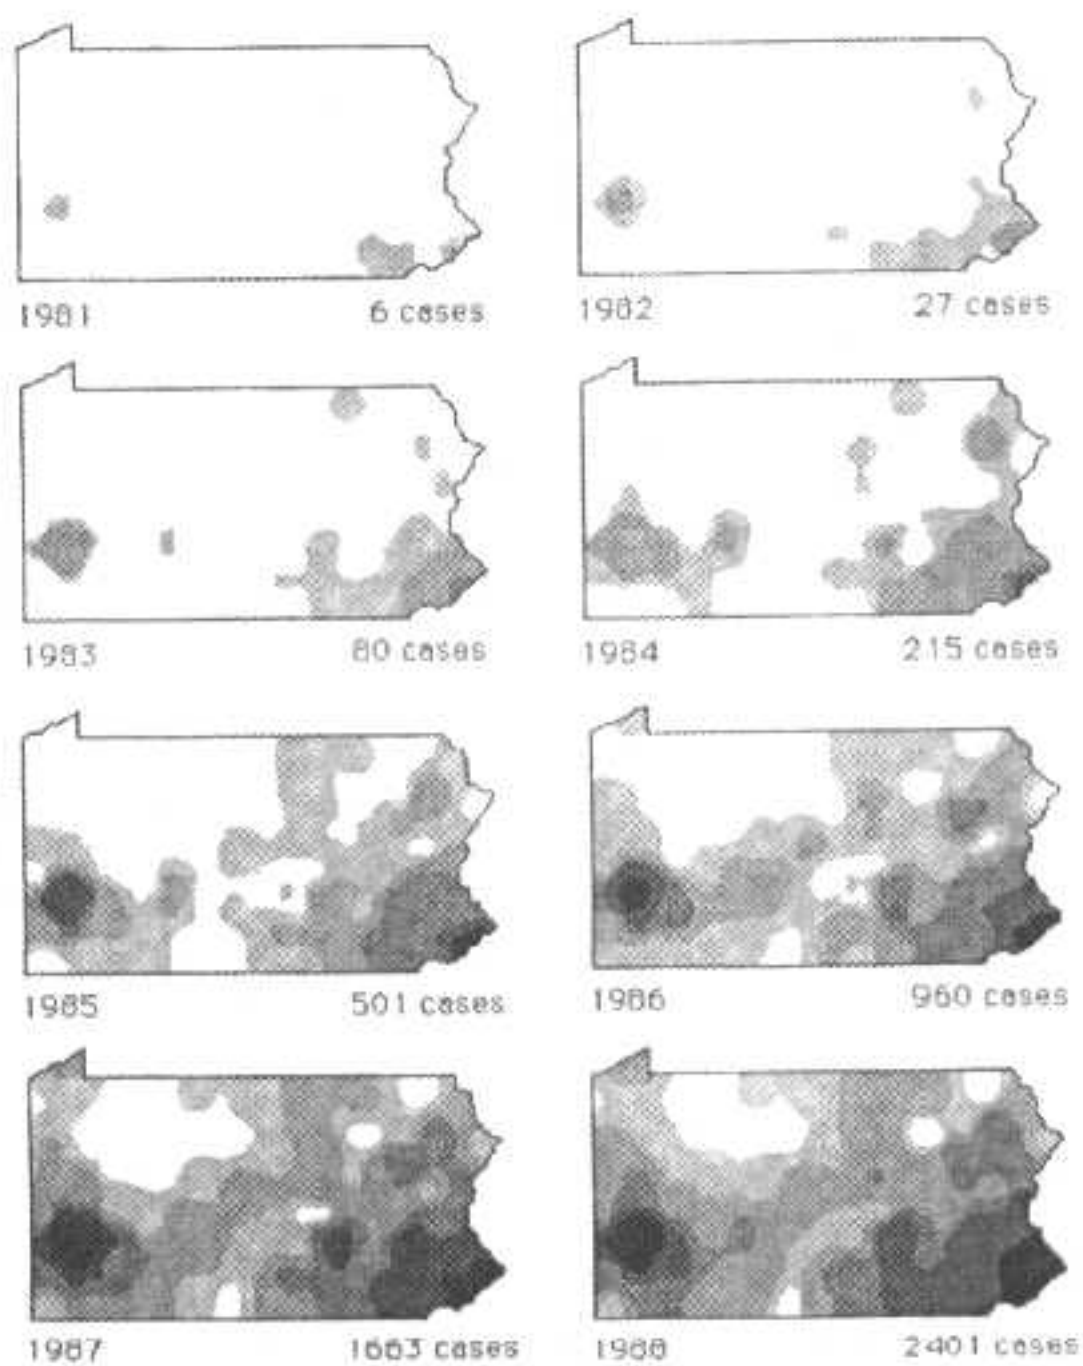 1981 6 cases
1982 27 cases
1983 80 cases
1984 215 cases
1985 501 cases
1986 960 cases
1987 1663 cases
1988 2401 cases